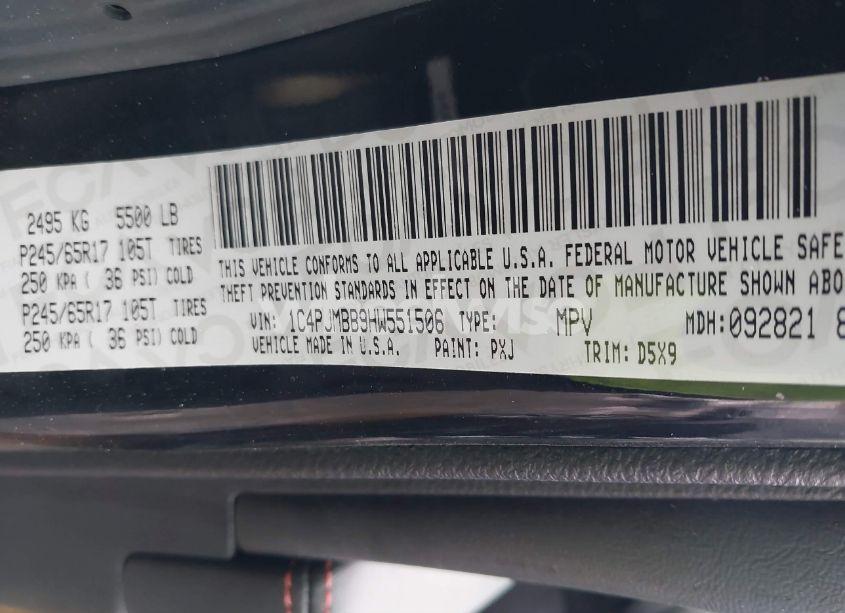 2495 KG 5500 LB
P245/65R17 105T TIRES
250 KPA ( 36 PSI) COLD
P245/65R17 105T TIRES
250 KPA ( 36 PSI) COLD
THIS VEHICLE CONFORMS TO ALL APPLICABLE U.S.A. FEDERAL MOTOR VEHICLE SAFE
THEFT PREVENTION STANDARDS IN EFFECT ON THE DATE OF MANUFACTURE SHOWN ABO
VIN: 1C4PJMBB9HW551506 TYPE: MPV MDH:092821 8
VEHICLE MADE IN U.S.A. PAINT: PXJ TRIM: D5X9